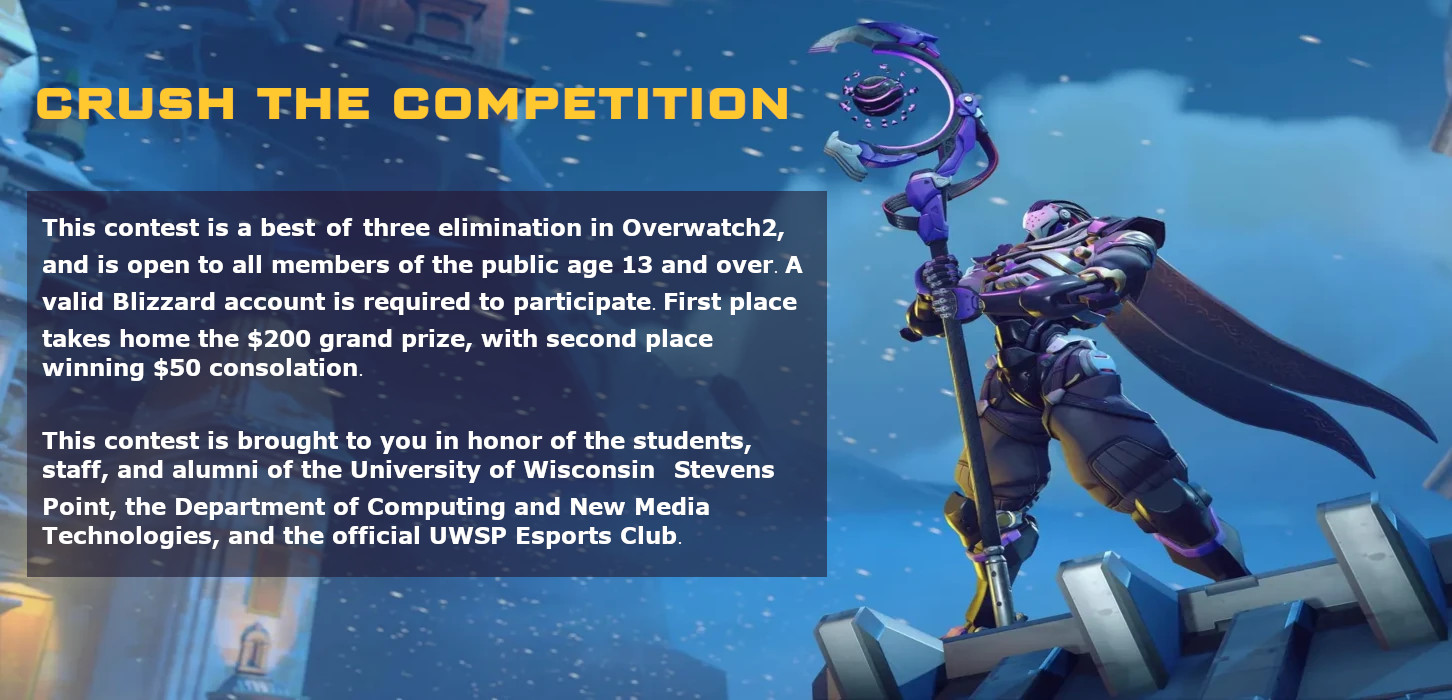 CRUSH THE COMPETITION
This contest is a best of three elimination in Overwatch2,
and is open to all members of the public age 13 and over. A
valid Blizzard account is required to participate. First place
takes home the $200 grand prize, with second place
winning $50 consolation.
This contest is brought to you in honor of the students,
staff, and alumni of the University of Wisconsin Stevens
Point, the Department of Computing and New Media
Technologies, and the official UWSP Esports Club.